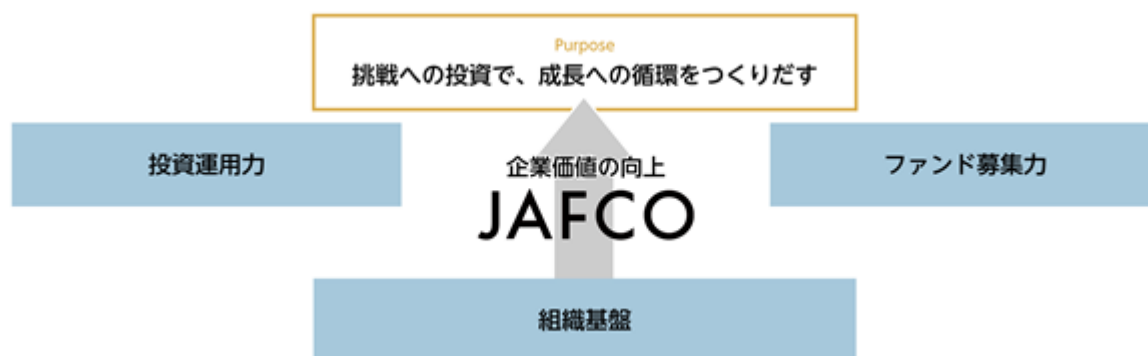 Purpose
挑戦への投資で、成長への循環をつくりだす
投資運用力
企業価値の向上
JAFCO
ファンド募集力
組織基盤